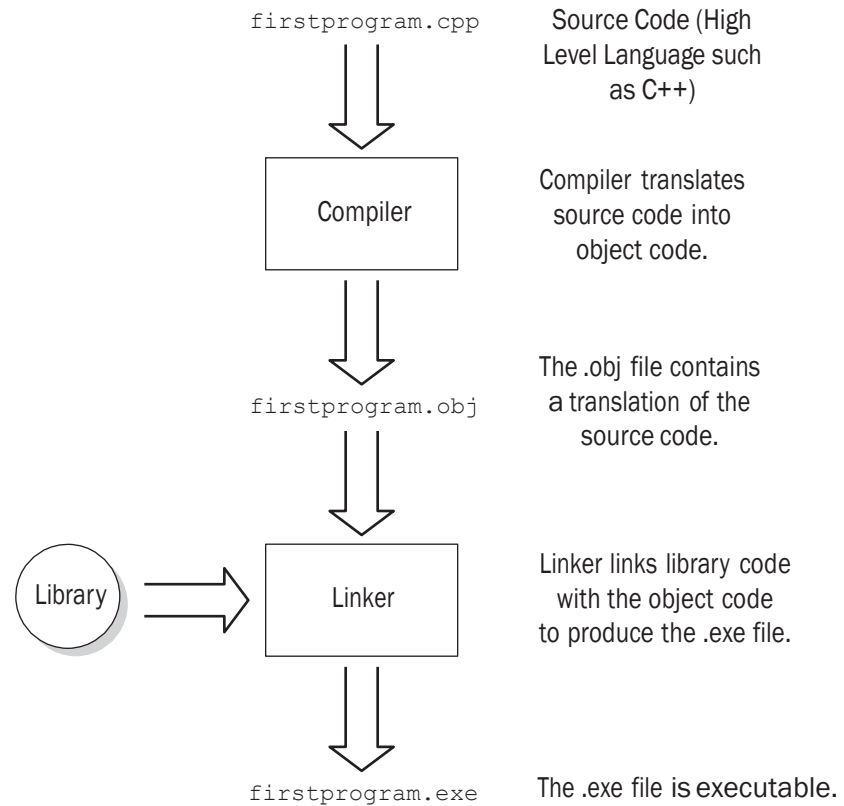 firstprogram.cpp
Source Code (High
Level Language such
as C++)
Compiler
Compiler translates
source code into
object code.
firstprogram.obj
The .obj file contains
a translation of the
source code.
Library
Linker
Linker links library code
with the object code
to produce the .exe file.
firstprogram.exe
The .exe file is executable.